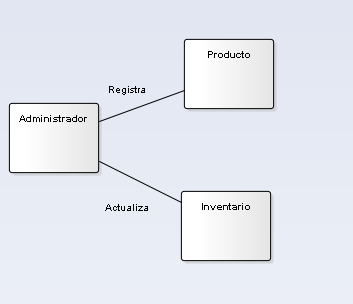 Producto
Registra
Administrador
Actualiza
Inventario